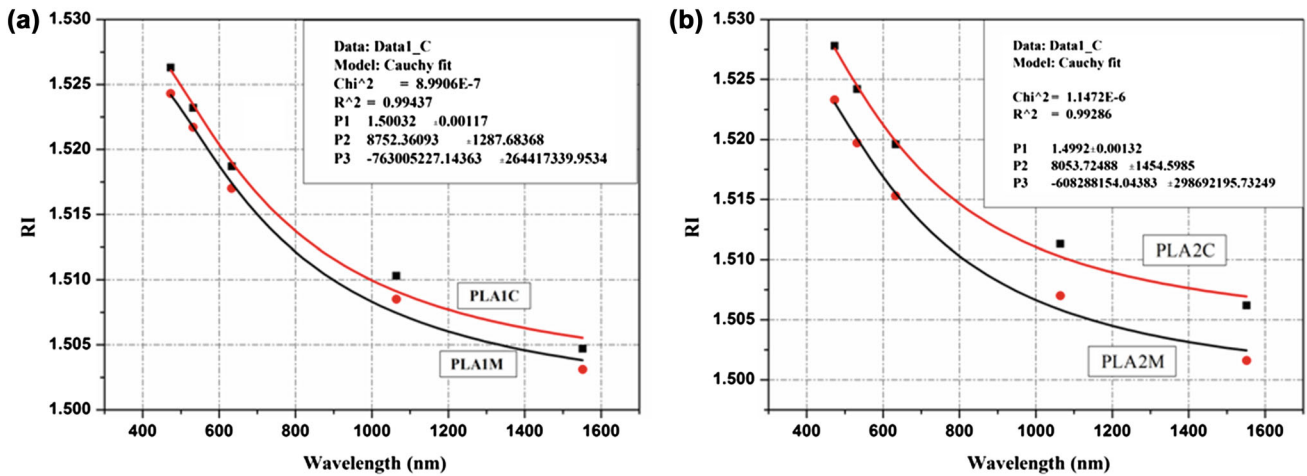 (a)
1.530
1.525
1.520
1.515
1.510
1.505
1.500
RI
Data: Data1_C
Model: Cauchy fit
Chi^2 = 8.9906E-7
R^2 = 0.99437
P1 1.50032 ±0.00117
P2 8752.36093 ±1287.68368
P3 -763005227.14363 ±264417339.9534
PLA1C
PLA1M
400 600 800 1000 1200 1400 1600
Wavelength (nm)
(b)
1.530
1.525
1.520
1.515
1.510
1.505
1.500
RI
Data: Data1_C
Model: Cauchy fit
Chi^2 = 1.1472E-6
R^2 = 0.99286
P1 1.4992±0.00132
P2 8053.72488 ±1454.5985
P3 -608288154.04383 ±298692195.73249
PLA2C
PLA2M
400 600 800 1000 1200 1400 1600
Wavelength (nm)